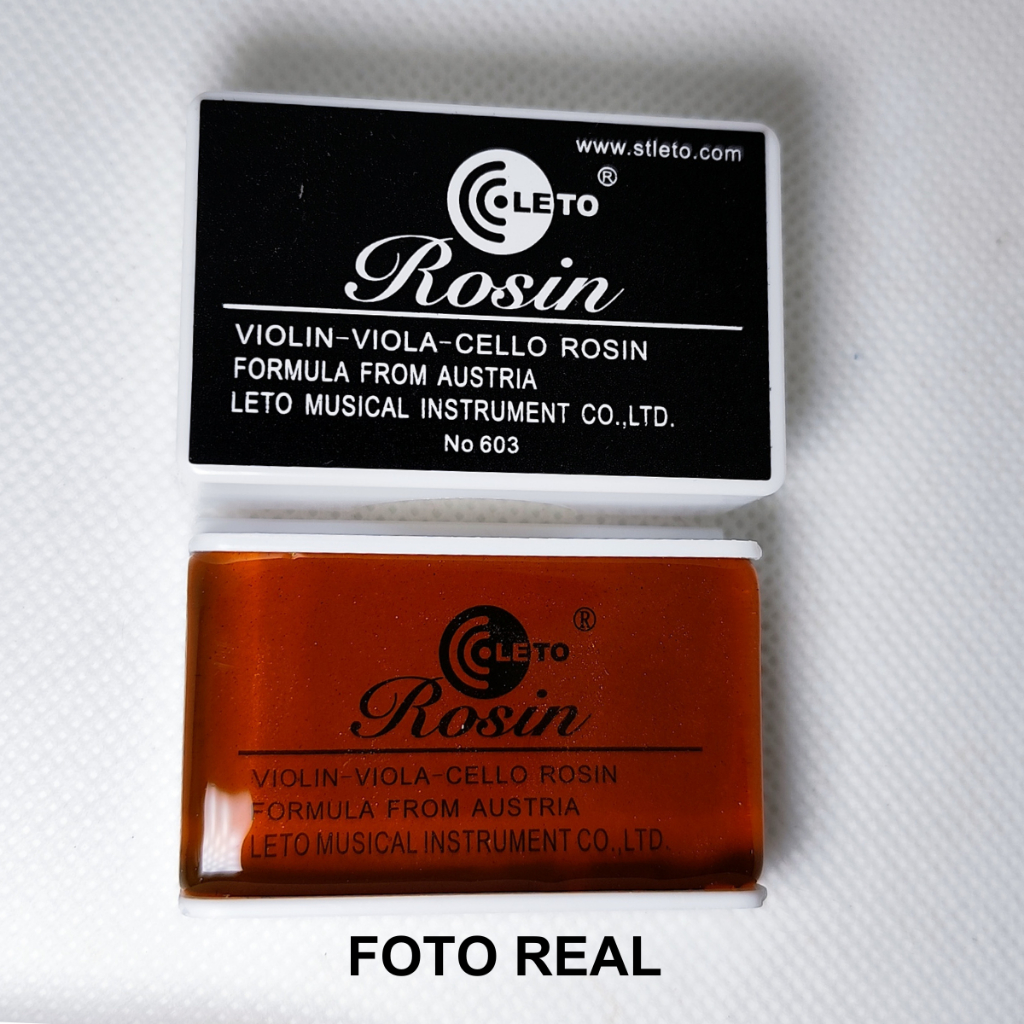 www.stleto.com
LETO ®
Rosin
VIOLIN-VIOLA-CELLO ROSIN
FORMULA FROM AUSTRIA
LETO MUSICAL INSTRUMENT CO.,LTD.
No 603
LETO ®
Rosin
VIOLIN-VIOLA-CELLO ROSIN
FORMULA FROM AUSTRIA
LETO MUSICAL INSTRUMENT CO.,LTD.
FOTO REAL